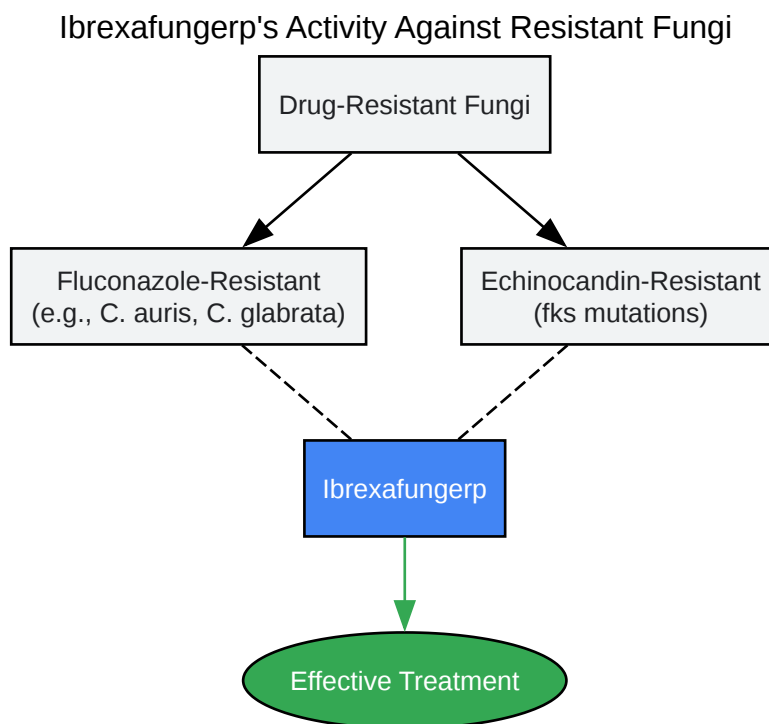 Ibrexafungerp's Activity Against Resistant Fungi
Drug-Resistant Fungi
Fluconazole-Resistant
(e.g., C. auris, C. glabrata)
Echinocandin-Resistant
(fks mutations)
Ibrexafungerp
Effective Treatment